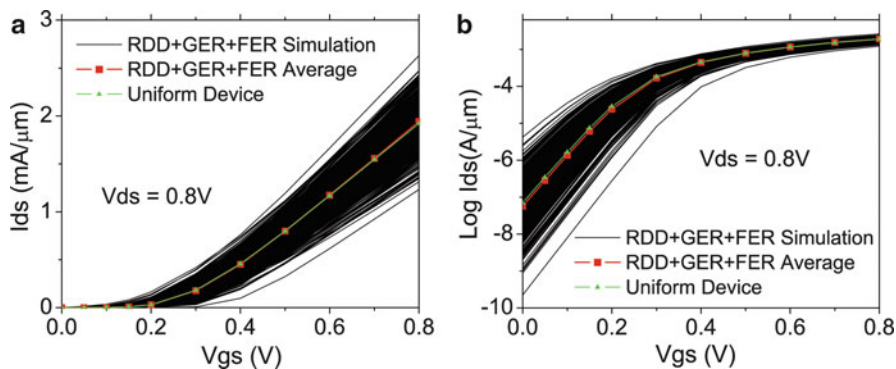 a
Ids (mA/μm)
3
2
1
0
RDD+GER+FER Simulation
RDD+GER+FER Average
Uniform Device
Vds = 0.8V
0.0 0.2 0.4 0.6 0.8
Vgs (V)
b
Log Ids(A/μm)
-4
-6
-8
-10
Vds = 0.8V
RDD+GER+FER Simulation
RDD+GER+FER Average
Uniform Device
0.0 0.2 0.4 0.6 0.8
Vgs (V)